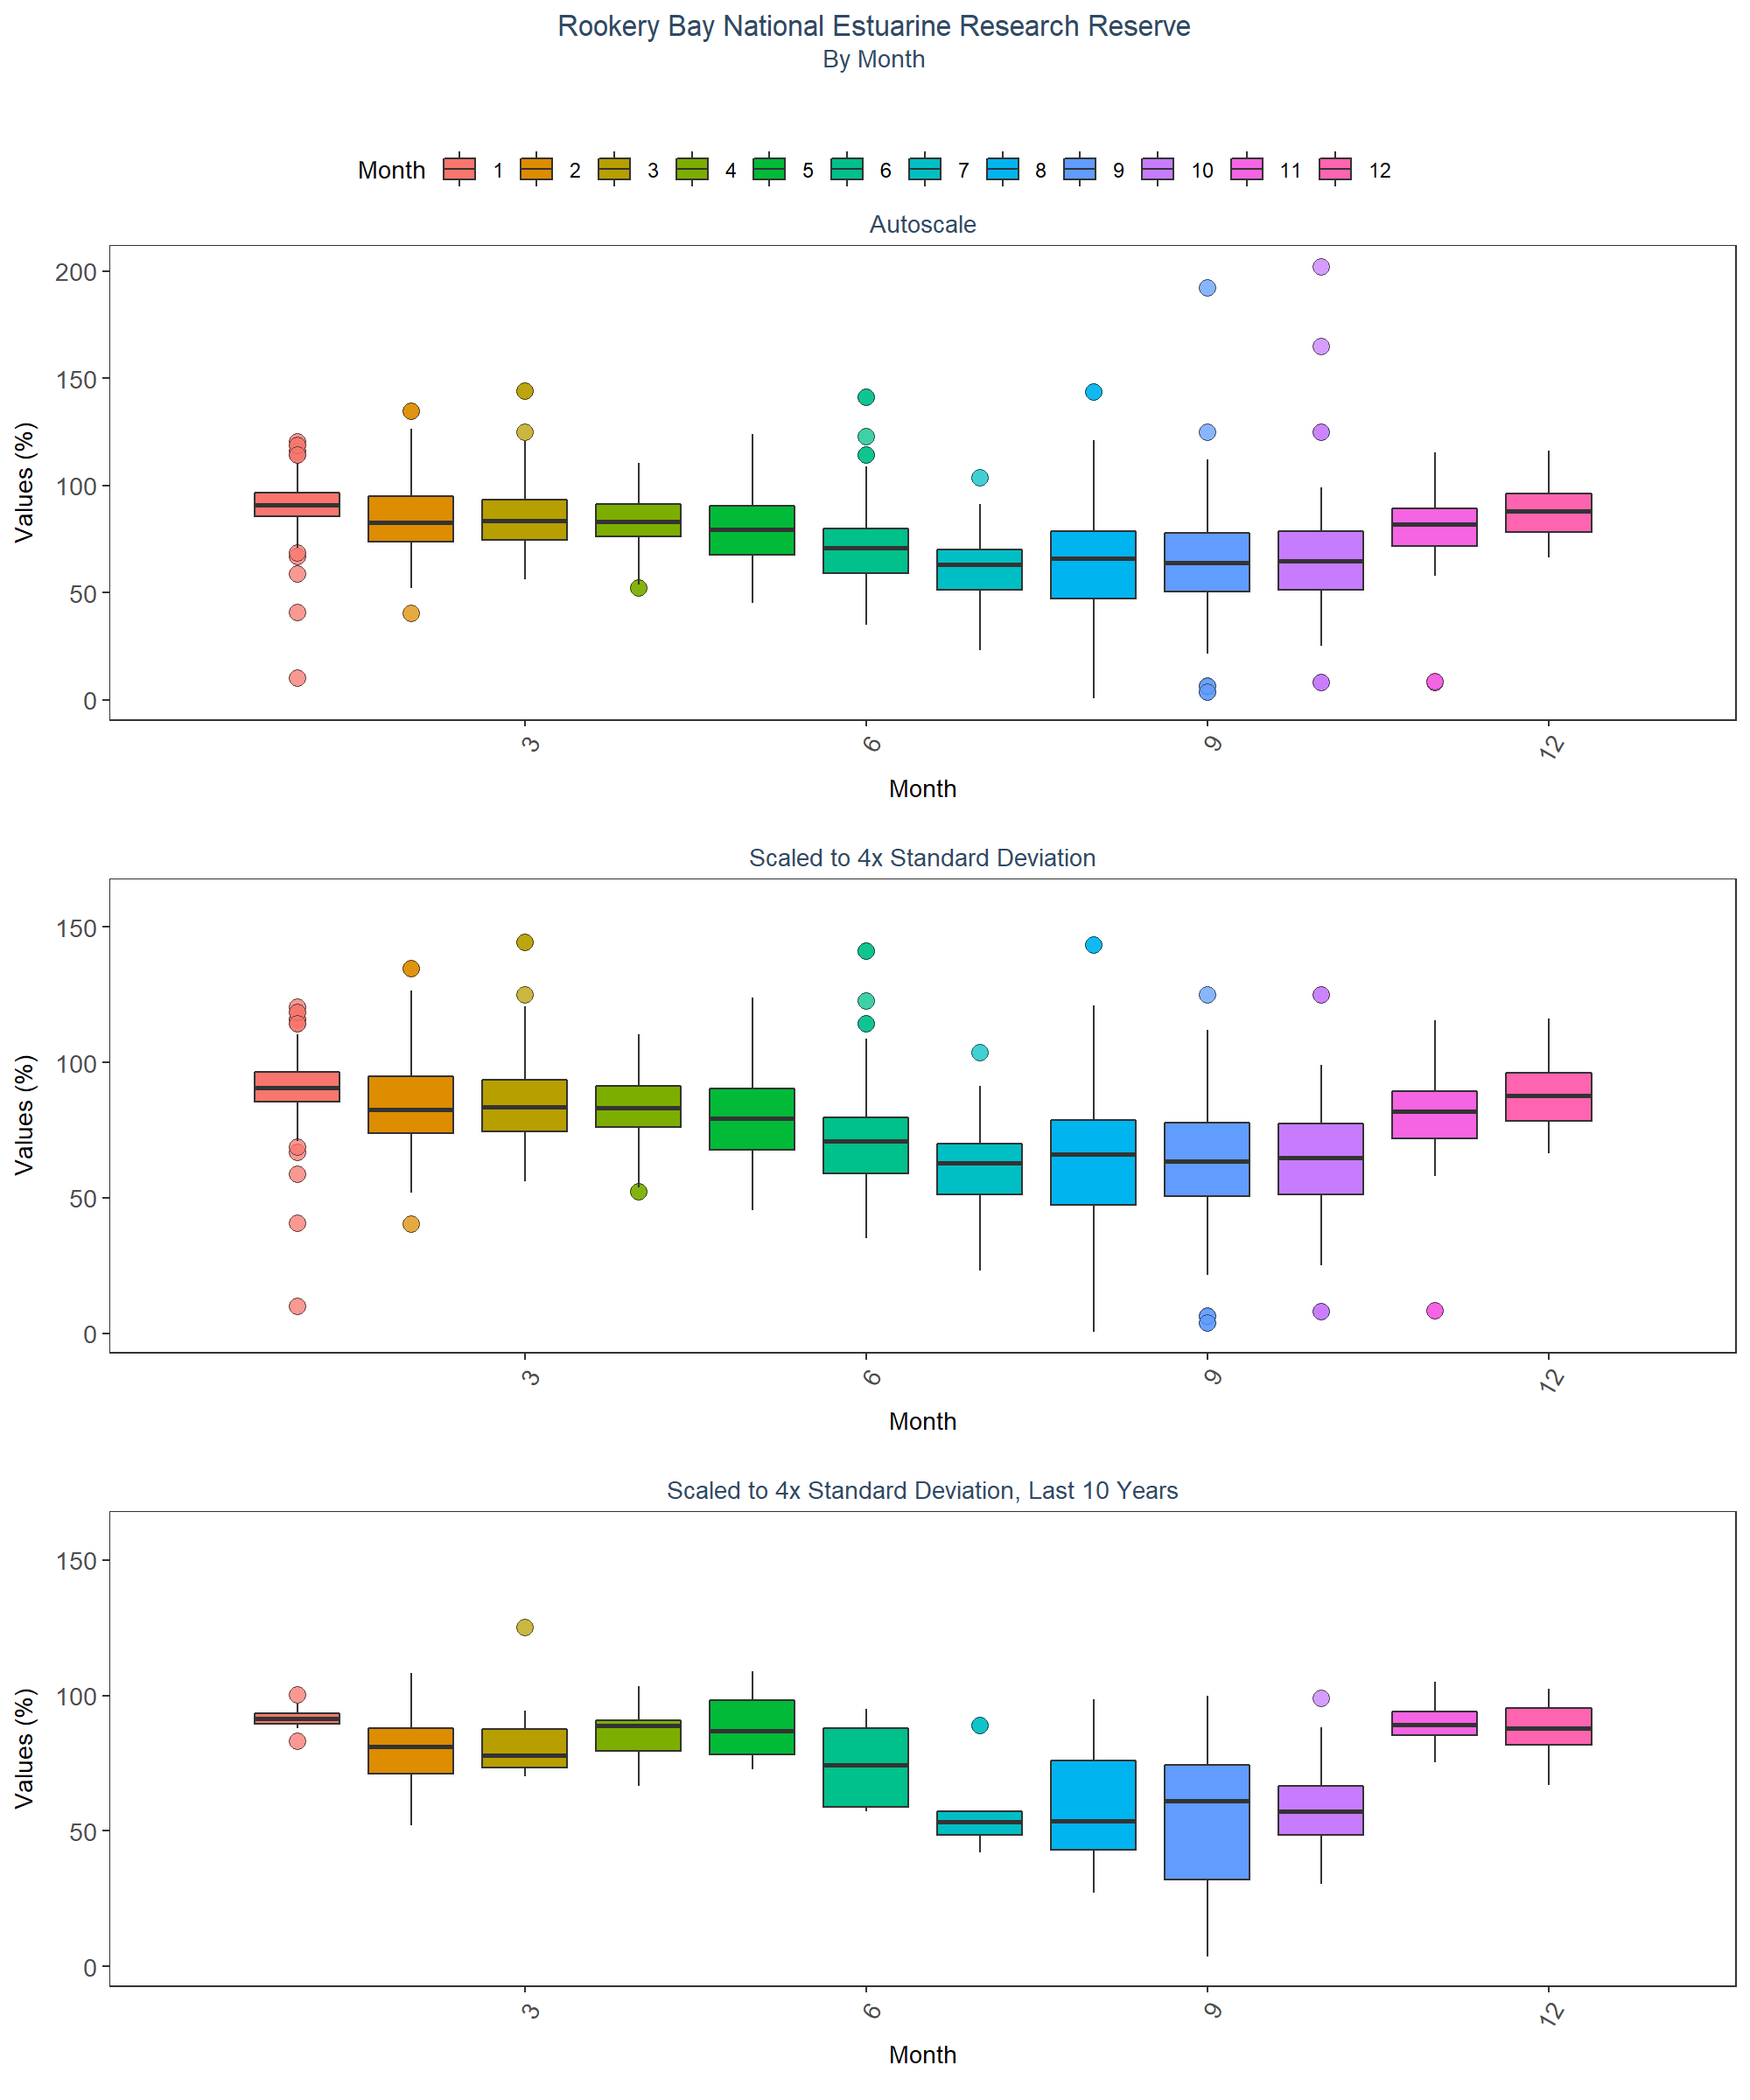 Rookery Bay National Estuarine Research Reserve
By Month
Month 1 2 3 4 5 6 7 8 9 10 11 12
Autoscale
Values (%)
200
150
100
50
0
3 6 9 12
Month
Scaled to 4x Standard Deviation
Values (%)
150
100
50
0
3 6 9 12
Month
Scaled to 4x Standard Deviation, Last 10 Years
Values (%)
150
100
50
0
3 6 9 12
Month